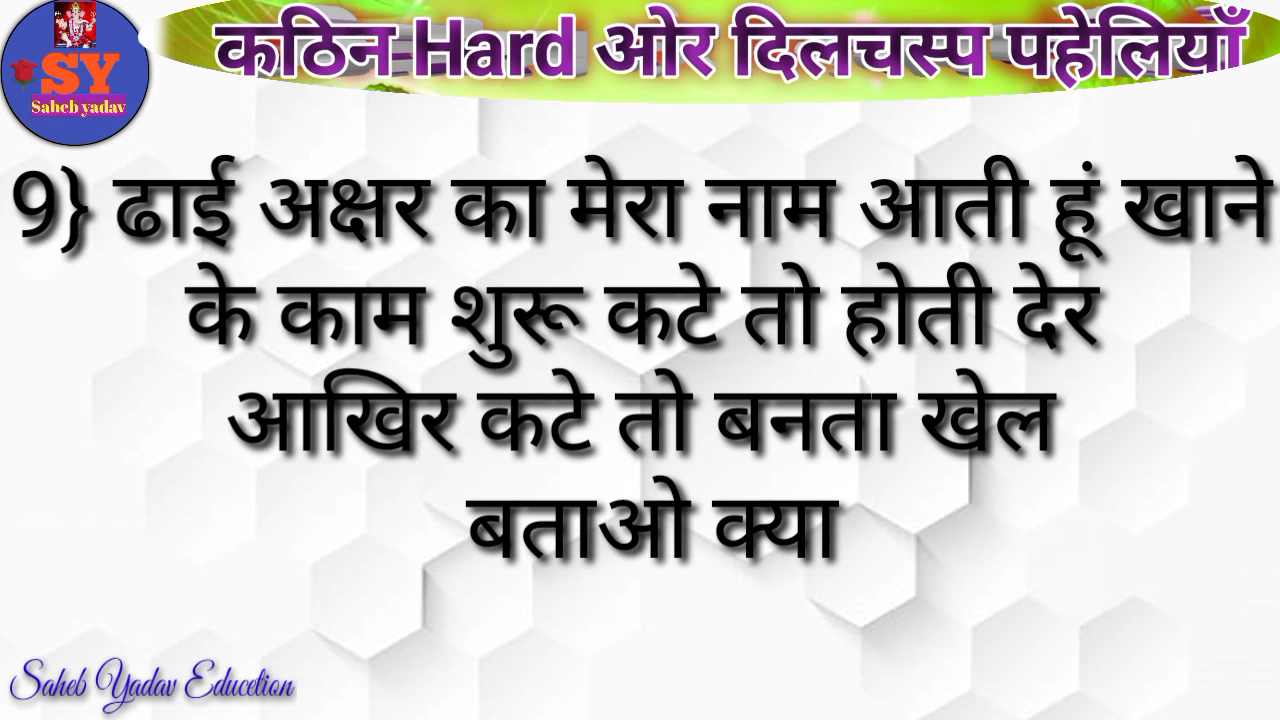 कठिन Hard ओर दिलचस्प पहेलियाँ
SY
Saheb yadav
9} ढाई अक्षर का मेरा नाम आती हूं खाने
के काम शुरू कटे तो होती देर
आखिर कटे तो बनता खेल
बताओ क्या
Saheb Yadav Educetion